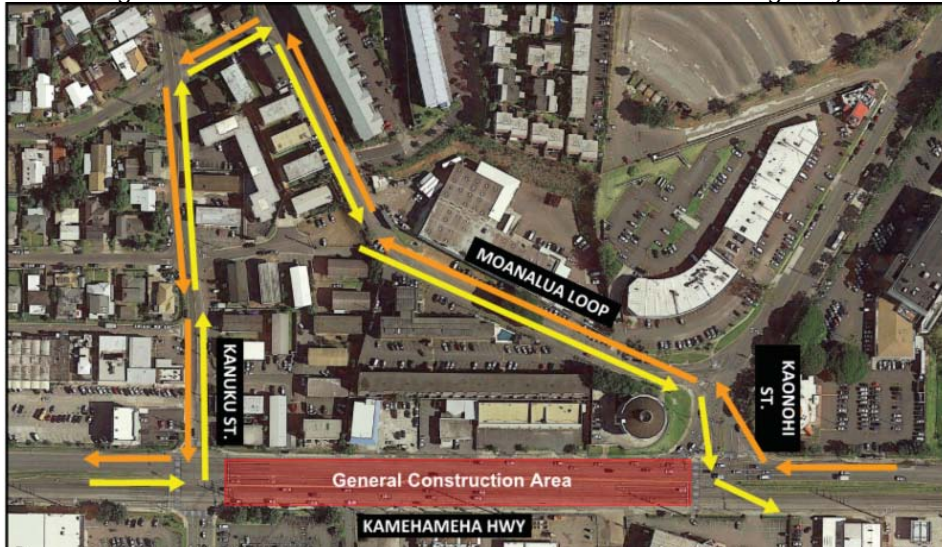 MOANALUA LOOP
KAONOHI
ST.
KANUKU ST.
General Construction Area
KAMEHAMEHA HWY